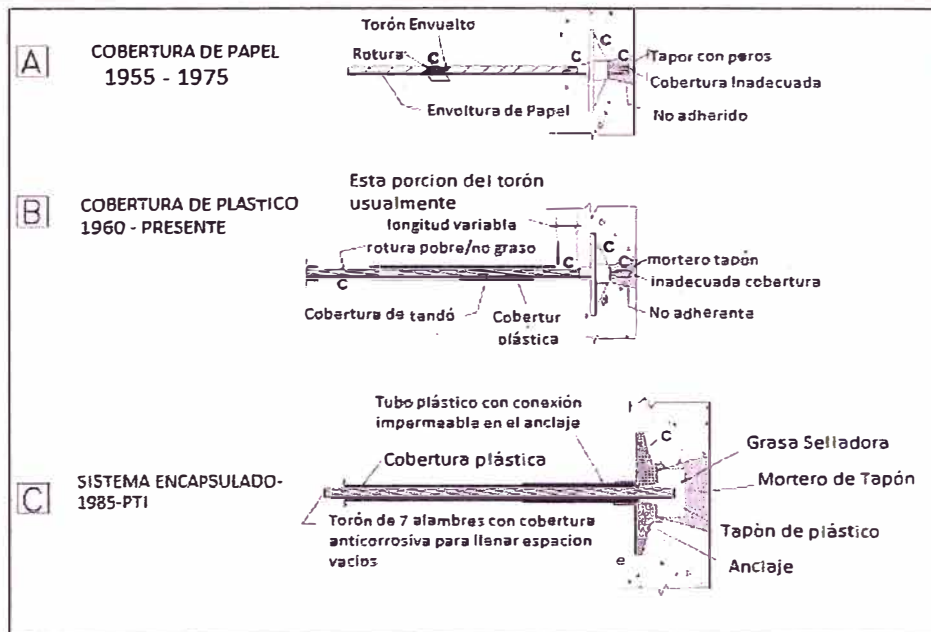 A
COBERTURA DE PAPEL
1955 - 1975
Torón Envuelto
Rotura
C
C
C
C
Envoltura de Papel
Tapor con poros
Cobertura Inadecuada
No adherido
B
COBERTURA DE PLASTICO
1960 - PRESENTE
Esta porcion del torón
usualmente
longitud variable
rotura pobre/no graso
C
C
C
C
Cobertura de tandó
Cobertur
plástica
mortero tapón
inadecuada cobertura
No adherente
C
SISTEMA ENCAPSULADO-
1985-PTI
Tubo plástico con conexión
impermeable en el anclaje
Cobertura plástica
C
Torón de 7 alambres con cobertura
anticorrosiva para llenar espacion
vacios
e
Grasa Selladora
Mortero de Tapón
Tapòn de plástico
Anclaje